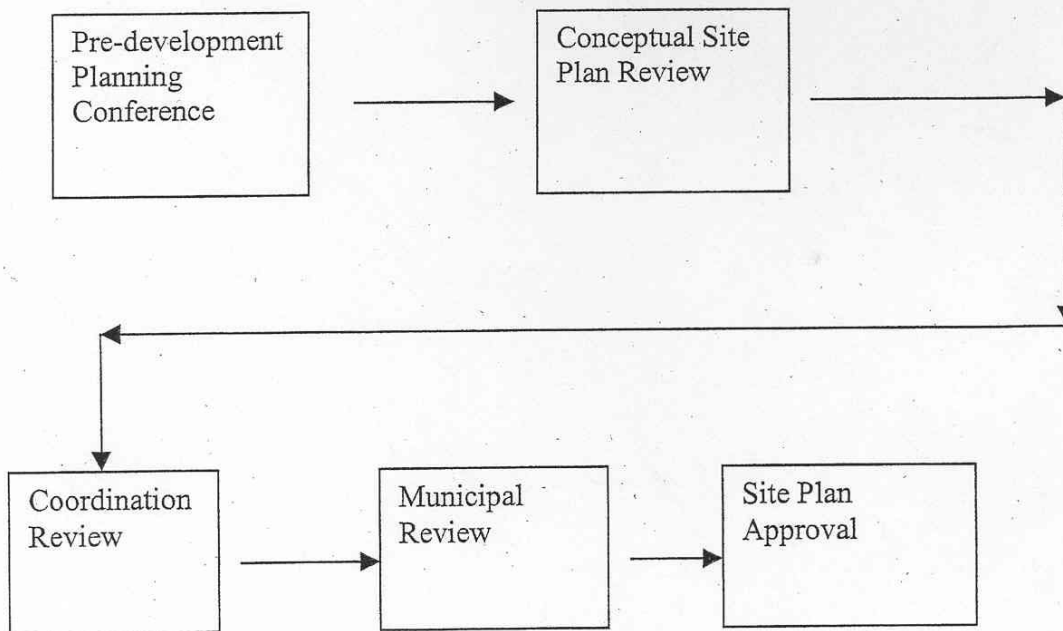 Pre-development
Planning
Conference
Conceptual Site
Plan Review
Coordination
Review
Municipal
Review
Site Plan
Approval